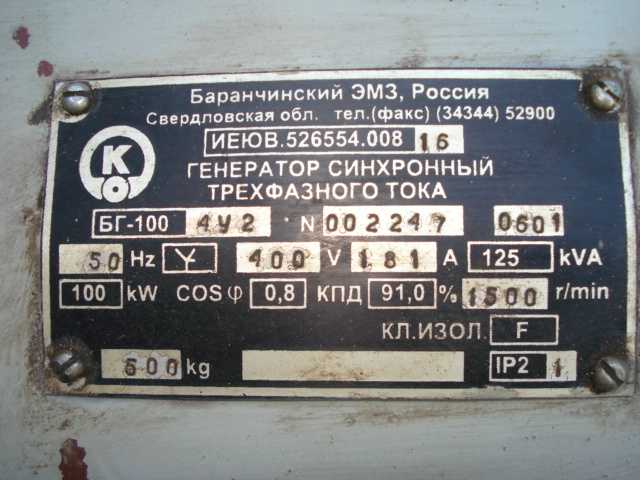 Баранчинский ЭМЗ, Россия
Свердловская обл. тел.(факс) (34344) 52900
ИЕЮВ.526554.008 16
ГЕНЕРАТОР СИНХРОННЫЙ
ТРЕХФАЗНОГО ТОКА
БГ-100 4У2 N 002247 0601
50 Hz Y 400 V 181 A 125 kVA
100 kW COS φ 0,8 КПД 91,0 % 1500 r/min
КЛ.ИЗОЛ. F
600 kg IP2 1